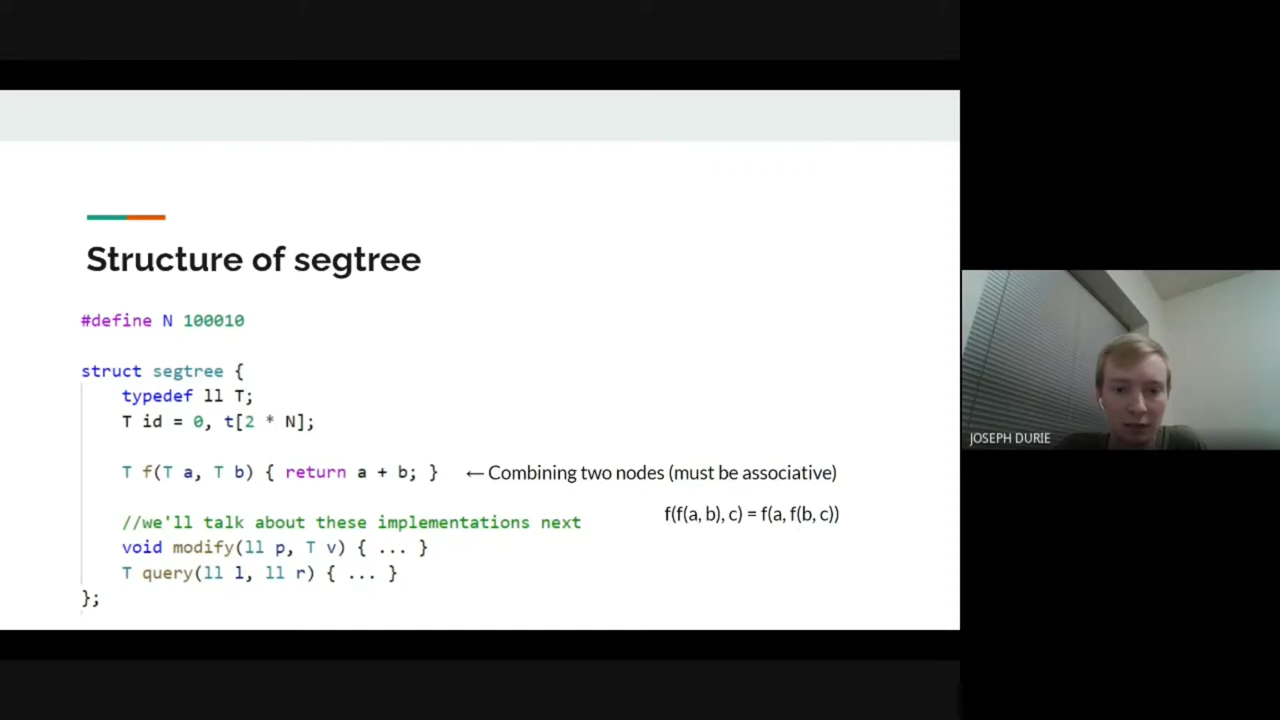 Structure of segtree
#define N 100010
struct segtree {
typedef ll T;
T id = 0, t[2 * N];
T f(T a, T b) { return a + b; } ← Combining two nodes (must be associative)
f(f(a, b), c) = f(a, f(b, c))
//we'll talk about these implementations next
void modify(ll p, T v) { ... }
T query(ll l, ll r) { ... }
};
JOSEPH DURIE